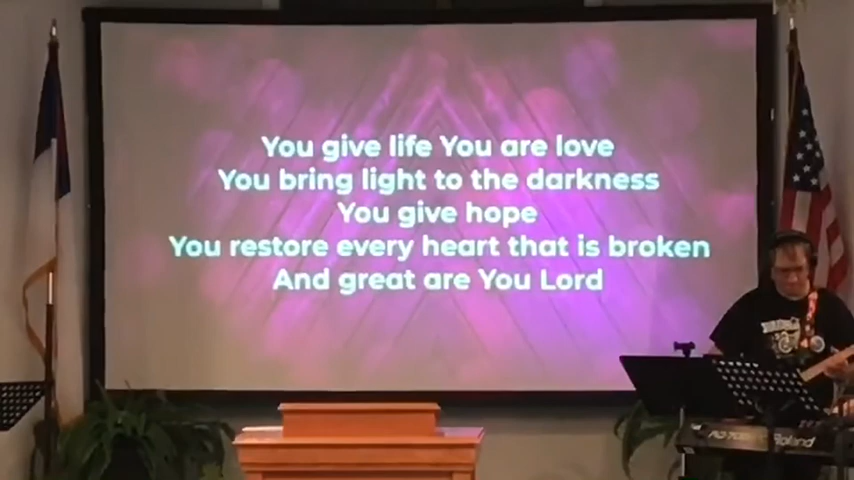 You give life You are love
You bring light to the darkness
You give hope
You restore every heart that is broken
And great are You Lord
Roland